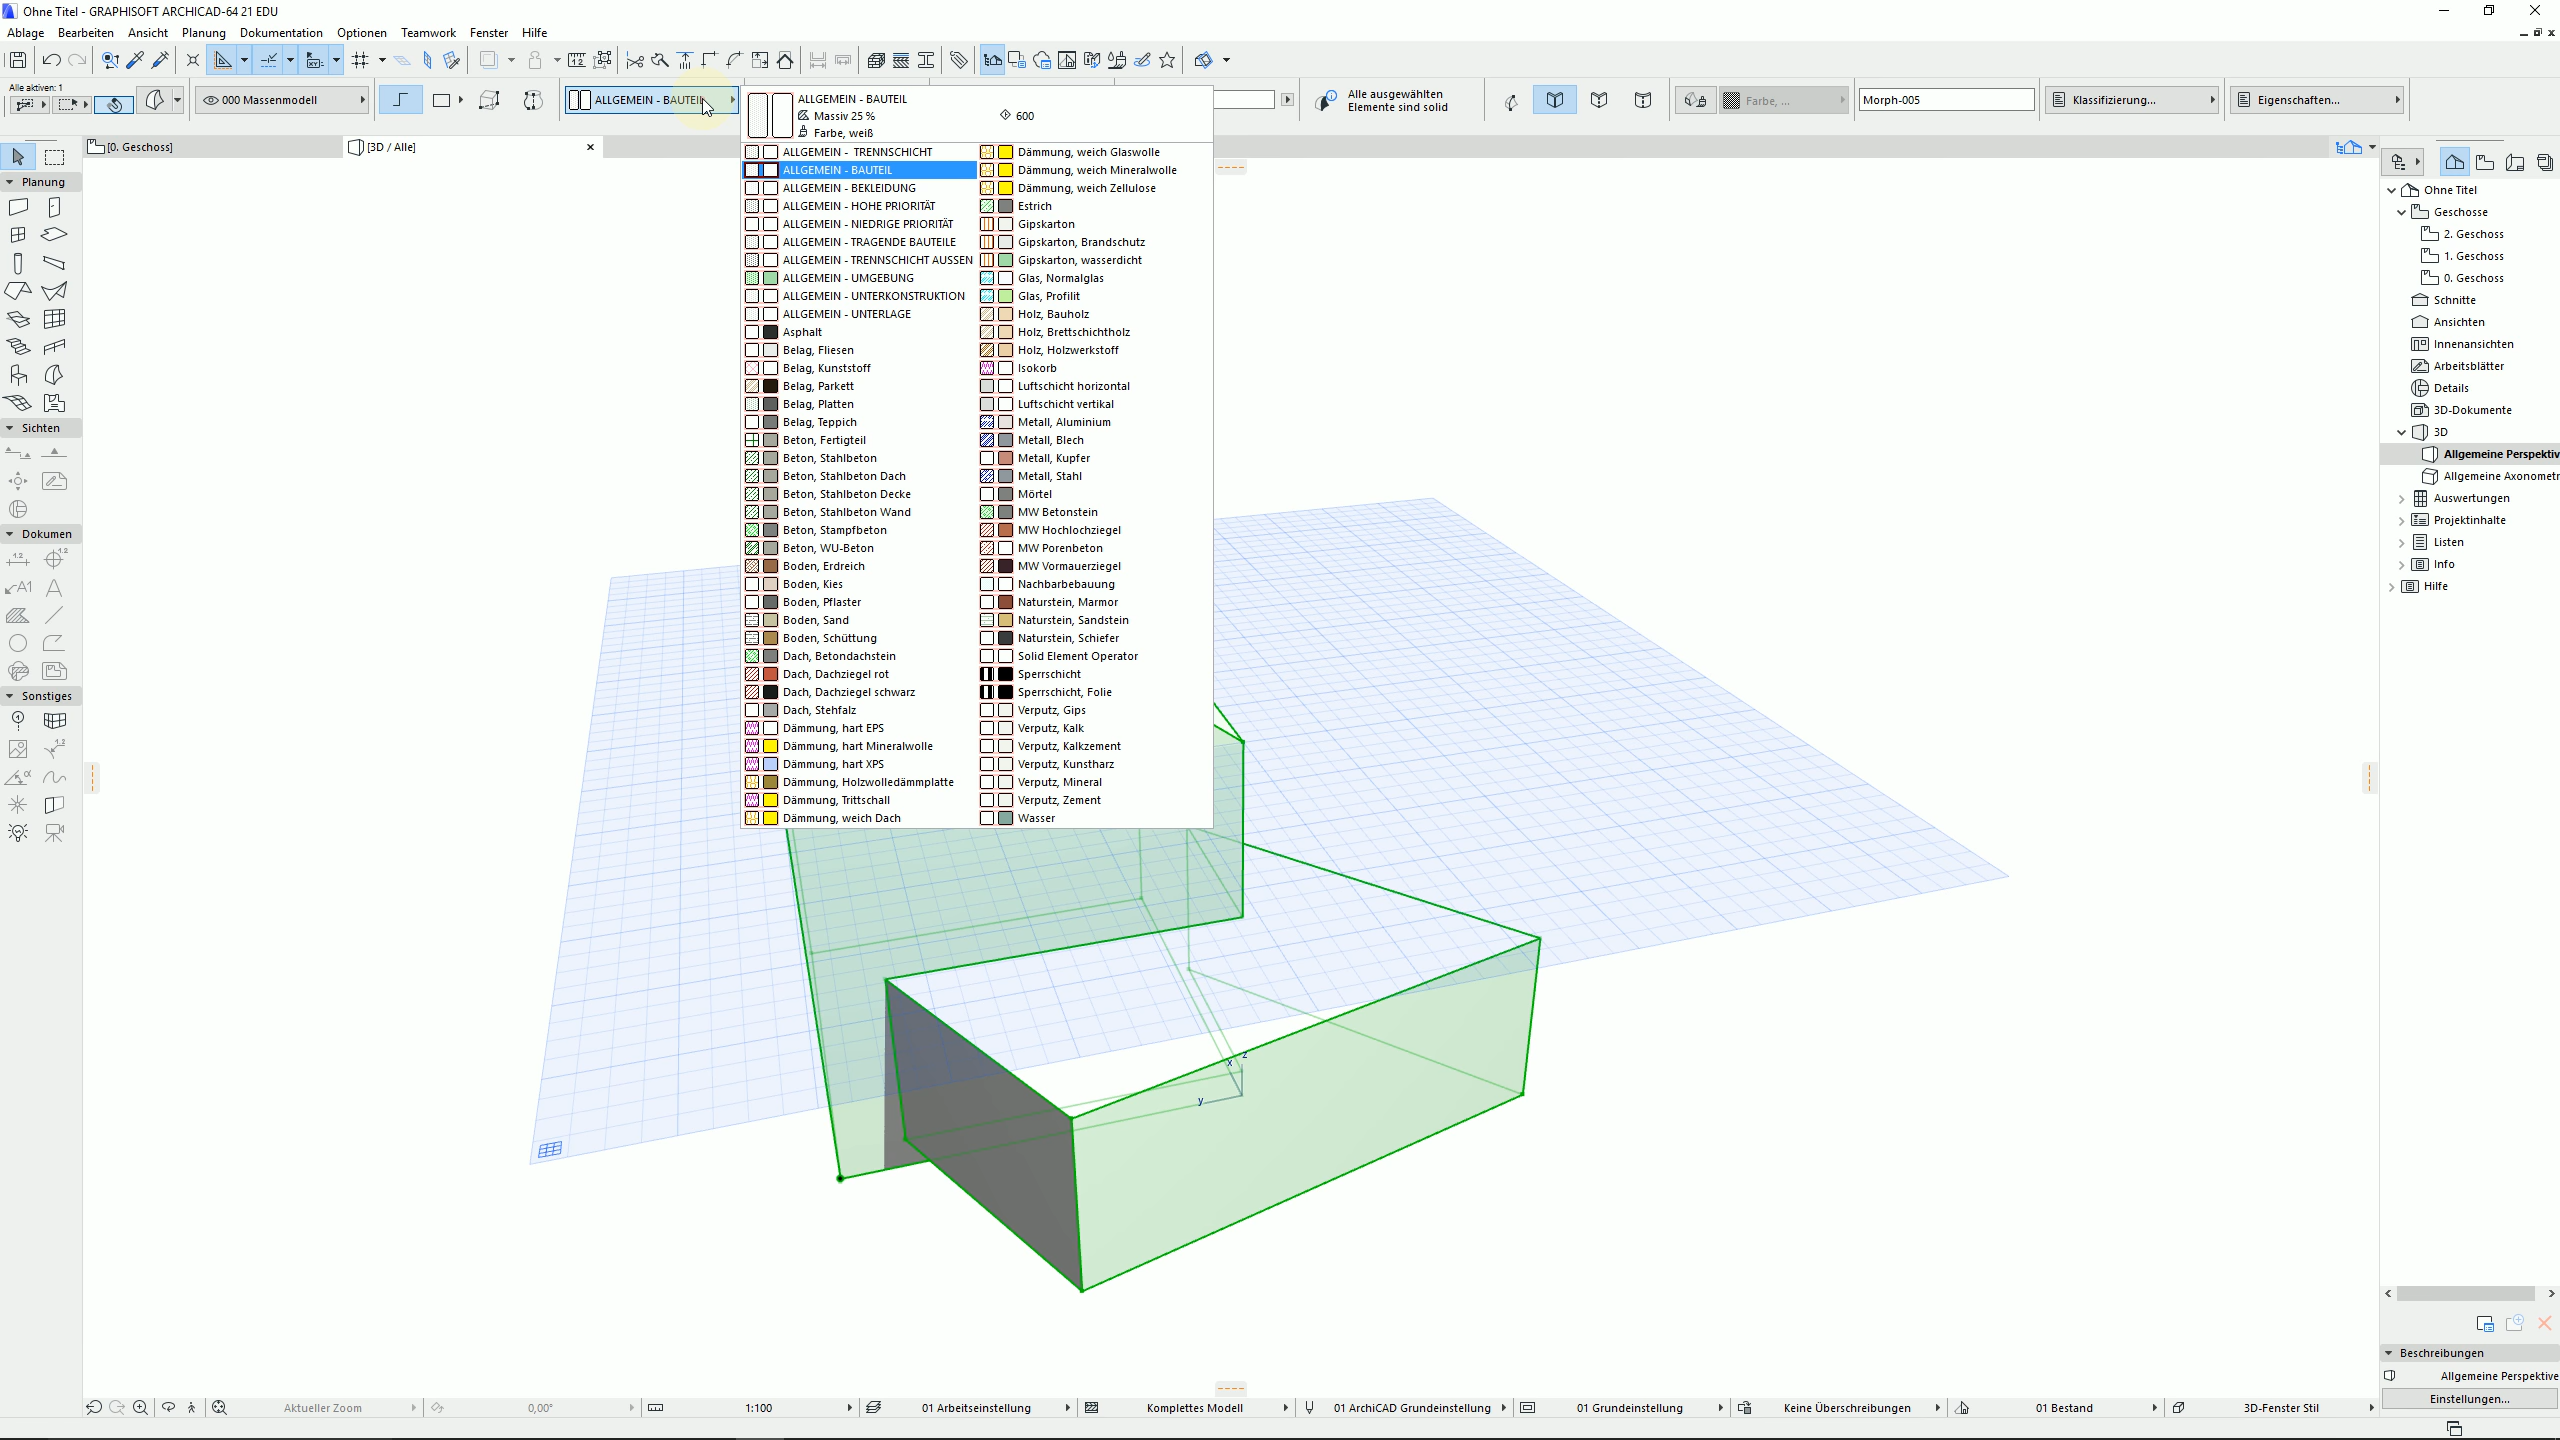 Ohne Titel - GRAPHISOFT ARCHICAD-64 21 EDU
Ablage Bearbeiten Ansicht Planung Dokumentation Optionen Teamwork Fenster Hilfe
Alle aktiven: 1
000 Massenmodell
ALLGEMEIN - BAUTEIL
Alle ausgewählten
Elemente sind solid
Farbe, ...
Morph-005
Klassifizierung...
Eigenschaften...
[0. Geschoss]
[3D / Alle]
ALLGEMEIN - BAUTEIL
Massiv 25 %
600
Farbe, weiß
ALLGEMEIN - TRENNSCHICHT
ALLGEMEIN - BAUTEIL
ALLGEMEIN - BEKLEIDUNG
ALLGEMEIN - HOHE PRIORITÄT
ALLGEMEIN - NIEDRIGE PRIORITÄT
ALLGEMEIN - TRAGENDE BAUTEILE
ALLGEMEIN - TRENNSCHICHT AUSSEN
ALLGEMEIN - UMGEBUNG
ALLGEMEIN - UNTERKONSTRUKTION
ALLGEMEIN - UNTERLAGE
Asphalt
Belag, Fliesen
Belag, Kunststoff
Belag, Parkett
Belag, Platten
Belag, Teppich
Beton, Fertigteil
Beton, Stahlbeton
Beton, Stahlbeton Dach
Beton, Stahlbeton Decke
Beton, Stahlbeton Wand
Beton, Stampfbeton
Beton, WU-Beton
Boden, Erdreich
Boden, Kies
Boden, Pflaster
Boden, Sand
Boden, Schüttung
Dach, Betondachstein
Dach, Dachziegel rot
Dach, Dachziegel schwarz
Dach, Stehfalz
Dämmung, hart EPS
Dämmung, hart Mineralwolle
Dämmung, hart XPS
Dämmung, Holzwolledämmplatte
Dämmung, Trittschall
Dämmung, weich Dach
Dämmung, weich Glaswolle
Dämmung, weich Mineralwolle
Dämmung, weich Zellulose
Estrich
Gipskarton
Gipskarton, Brandschutz
Gipskarton, wasserdicht
Glas, Normalglas
Glas, Profilit
Holz, Bauholz
Holz, Brettschichtholz
Holz, Holzwerkstoff
Isokorb
Luftschicht horizontal
Luftschicht vertikal
Metall, Aluminium
Metall, Blech
Metall, Kupfer
Metall, Stahl
Mörtel
MW Betonstein
MW Hochlochziegel
MW Porenbeton
MW Vormauerziegel
Nachbarbebauung
Naturstein, Marmor
Naturstein, Sandstein
Naturstein, Schiefer
Solid Element Operator
Sperrschicht
Sperrschicht, Folie
Verputz, Gips
Verputz, Kalk
Verputz, Kalkzement
Verputz, Kunstharz
Verputz, Mineral
Verputz, Zement
Wasser
Planung
Sichten
Dokumen
Sonstiges
x z
y
Ohne Titel
Geschosse
2. Geschoss
1. Geschoss
0. Geschoss
Schnitte
Ansichten
Innenansichten
Arbeitsblätter
Details
3D-Dokumente
3D
Allgemeine Perspektiv
Allgemeine Axonometr
Auswertungen
Projektinhalte
Listen
Info
Hilfe
Beschreibungen
Allgemeine Perspektive
Einstellungen...
Aktueller Zoom
0,00°
1:100
01 Arbeitseinstellung
Komplettes Modell
01 ArchiCAD Grundeinstellung
01 Grundeinstellung
Keine Überschreibungen
01 Bestand
3D-Fenster Stil